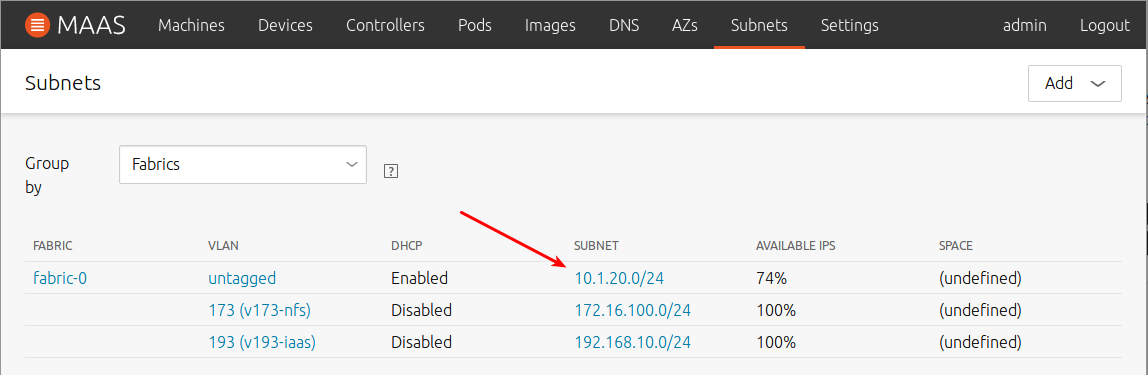 MAAS Machines Devices Controllers Pods Images DNS AZs Subnets Settings admin Logout
Subnets Add
Group by Fabrics ?
FABRIC VLAN DHCP SUBNET AVAILABLE IPS SPACE
fabric-0 untagged Enabled 10.1.20.0/24 74% (undefined)
173 (v173-nfs) Disabled 172.16.100.0/24 100% (undefined)
193 (v193-iaas) Disabled 192.168.10.0/24 100% (undefined)